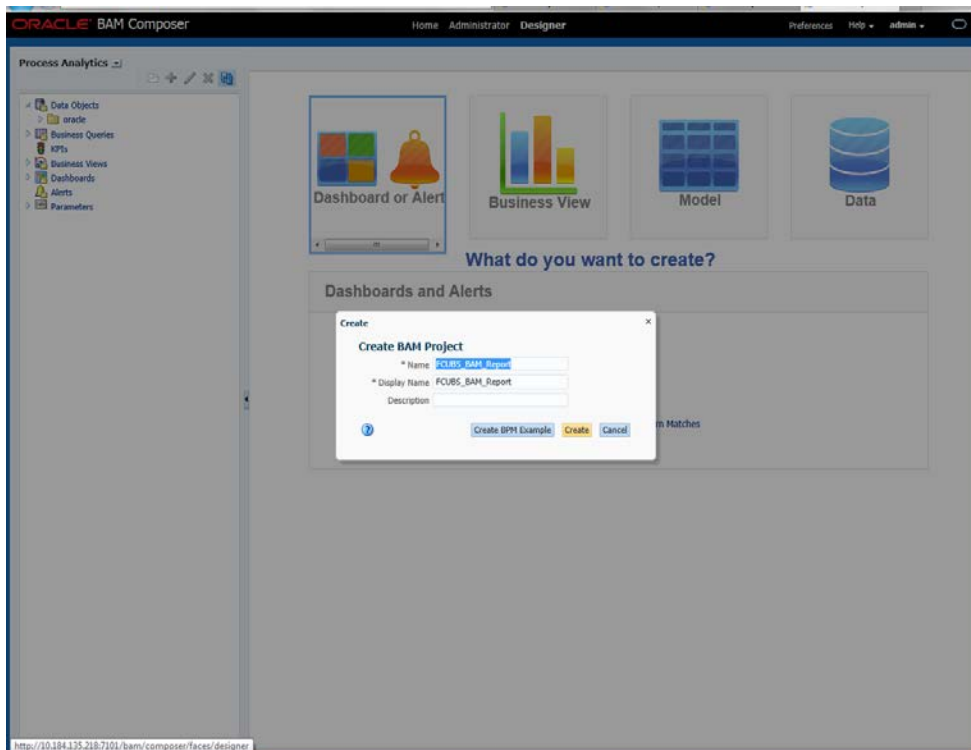 ORACLE BAM Composer
Home Administrator Designer
Preferences Help admin
Process Analytics
Data Objects
oracle
Business Queries
KPIs
Business Views
Dashboards
Alerts
Parameters
Dashboard or Alert
Business View
Model
Data
What do you want to create?
Dashboards and Alerts
Create
Create BAM Project
* Name FCUBS_BAM_Report
* Display Name FCUBS_BAM_Report
Description
Create BPM Example Create Cancel
Matches
http://10.184.135.218:7101/bam/composer/faces/designer